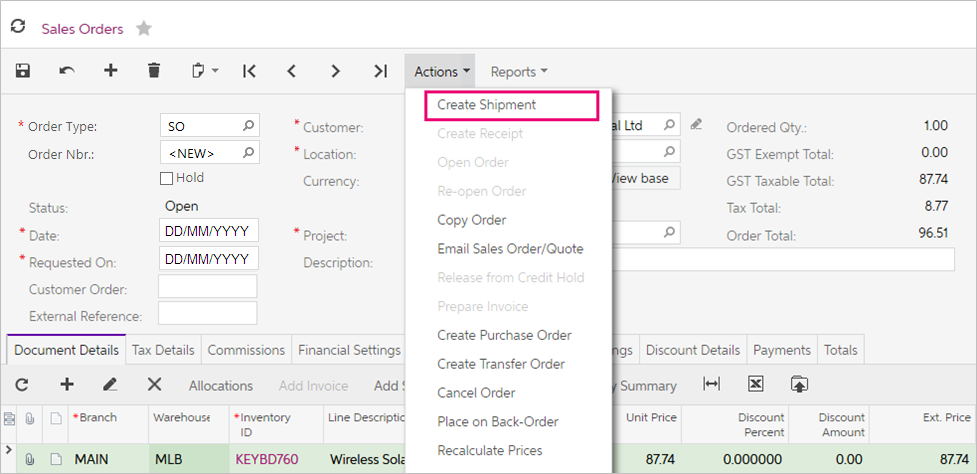 Sales Orders
Actions Reports
Create Shipment
Create Receipt
Open Order
Re-open Order
Copy Order
Email Sales Order/Quote
Release from Credit Hold
Prepare Invoice
Create Purchase Order
Create Transfer Order
Cancel Order
Place on Back-Order
Recalculate Prices
* Order Type: SO
Order Nbr.: <NEW>
Hold
Status: Open
* Date: DD/MM/YYYY
* Requested On: DD/MM/YYYY
Customer Order:
External Reference:
* Customer: Ltd
* Location:
Currency: View base
* Project:
Description:
Ordered Qty.: 1.00
GST Exempt Total: 0.00
GST Taxable Total: 87.74
Tax Total: 8.77
Order Total: 96.51
Document Details Tax Details Commissions Financial Settings Discount Details Payments Totals
Allocations Add Invoice Add Summary
*Branch Warehouse *Inventory ID Line Description Unit Price Discount Percent Discount Amount Ext. Price
MAIN MLB KEYBD760 Wireless 87.74 0.000000 0.00 87.74